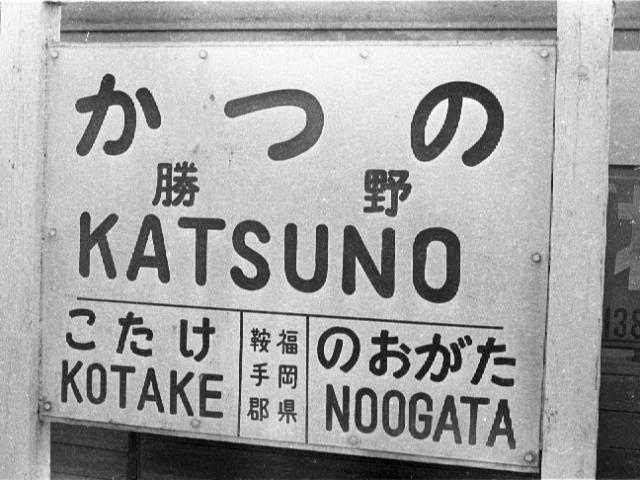 かつの
勝野
KATSUNO
こたけ
KOTAKE
福岡県
鞍手郡
のおがた
NOOGATA
138